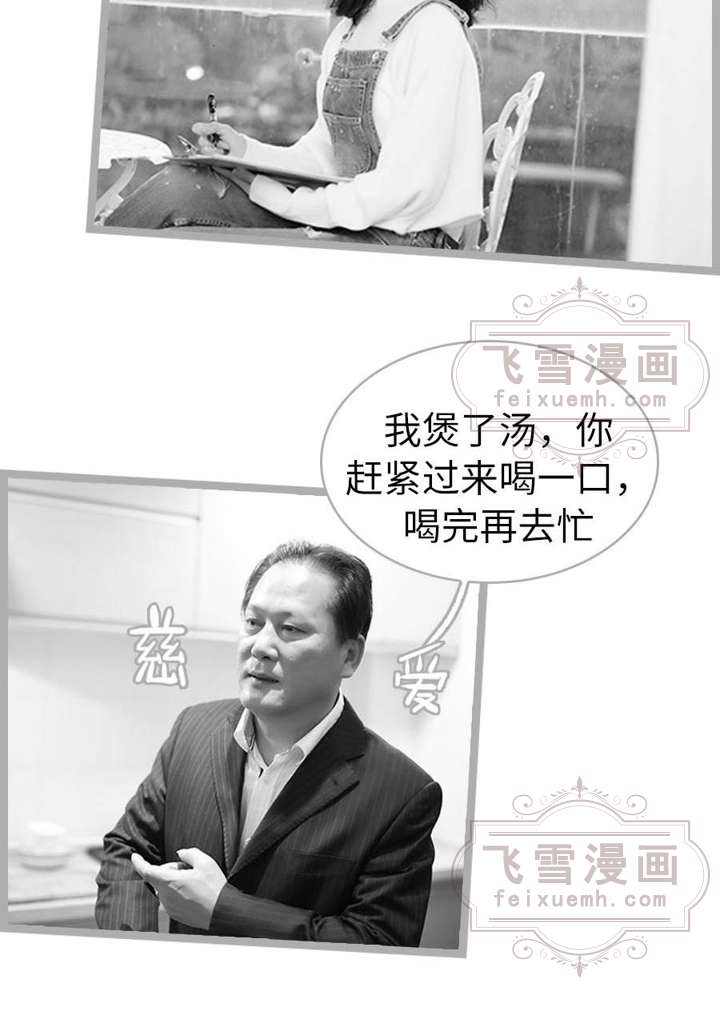 飞雪漫画
feixuemh.com
我煲了汤，你
赶紧过来喝一口，
喝完再去忙
慈
爱
飞雪漫画
feixuemh.com